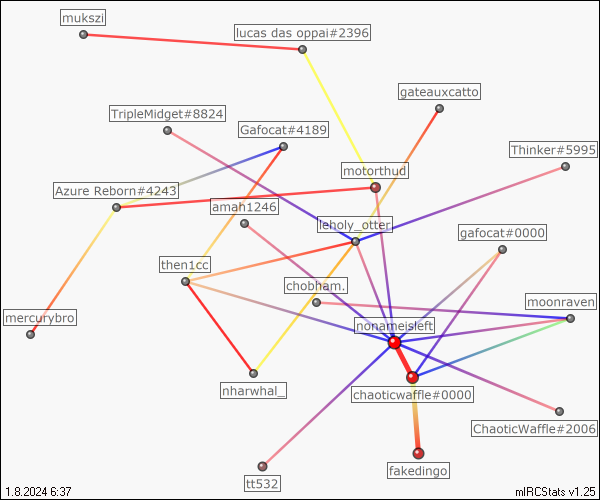 mukszi
lucas das oppai#2396
gateauxcatto
TripleMidget#8824
Gafocat#4189
Thinker#5995
motorthud
Azure Reborn#4243
amah1246
leholy_otter
gafocat#0000
then1cc
chobham.
moonraven
mercurybro
nonameisleft
nharwhal_
chaoticwaffle#0000
ChaoticWaffle#2006
fakedingo
tt532
1.8.2024 6:37
mIRCStats v1.25